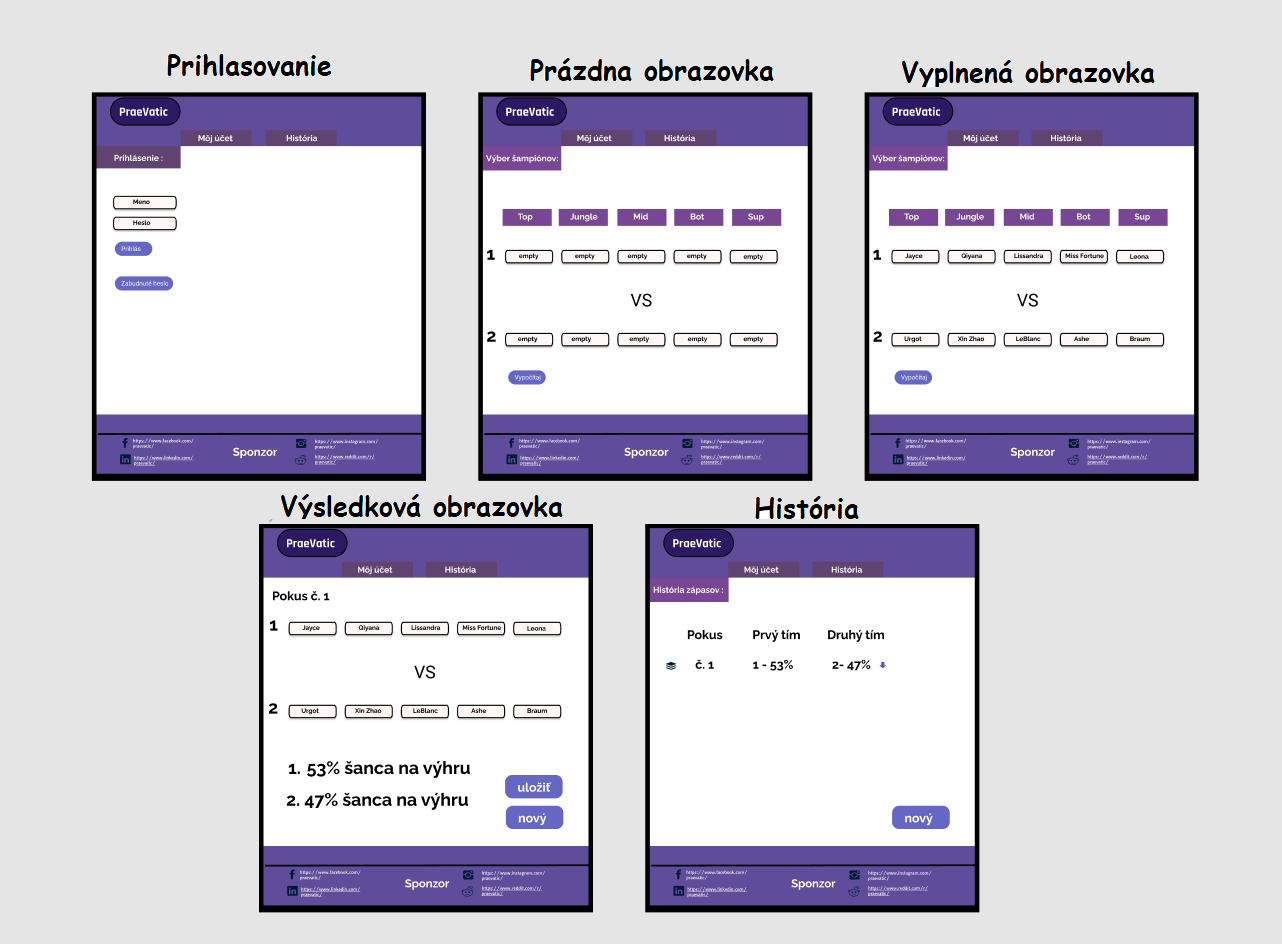 Prihlasovanie
PraeVatic
Môj účet História
Prihlásenie :
Meno
Heslo
Prihlás
Zabudnuté heslo
https://www.facebook.com/
praevatic/
https://www.linkedin.com/
praevatic/
Sponzor
https://www.instagram.com/
praevatic/
https://www.reddit.com/r/
praevatic/
Prázdna obrazovka
PraeVatic
Môj účet História
Výber šampiónov:
Top Jungle Mid Bot Sup
1 empty empty empty empty empty
VS
2 empty empty empty empty empty
Vypočítaj
https://www.facebook.com/
praevatic/
https://www.linkedin.com/
praevatic/
Sponzor
https://www.instagram.com/
praevatic/
https://www.reddit.com/r/
praevatic/
Vyplnená obrazovka
PraeVatic
Môj účet História
Výber šampiónov:
Top Jungle Mid Bot Sup
1 Jayce Qiyana Lissandra Miss Fortune Leona
VS
2 Urgot Xin Zhao LeBlanc Ashe Braum
Vypočítaj
https://www.facebook.com/
praevatic/
https://www.linkedin.com/
praevatic/
Sponzor
https://www.instagram.com/
praevatic/
https://www.reddit.com/r/
praevatic/
Výsledková obrazovka
PraeVatic
Môj účet História
Pokus č. 1
1 Jayce Qiyana Lissandra Miss Fortune Leona
VS
2 Urgot Xin Zhao LeBlanc Ashe Braum
1. 53% šanca na výhru
2. 47% šanca na výhru
uložiť
nový
https://www.facebook.com/
praevatic/
https://www.linkedin.com/
praevatic/
Sponzor
https://www.instagram.com/
praevatic/
https://www.reddit.com/r/
praevatic/
História
PraeVatic
Môj účet História
História zápasov :
Pokus Prvý tím Druhý tím
č. 1 1 - 53% 2- 47%
nový
https://www.facebook.com/
praevatic/
https://www.linkedin.com/
praevatic/
Sponzor
https://www.instagram.com/
praevatic/
https://www.reddit.com/r/
praevatic/